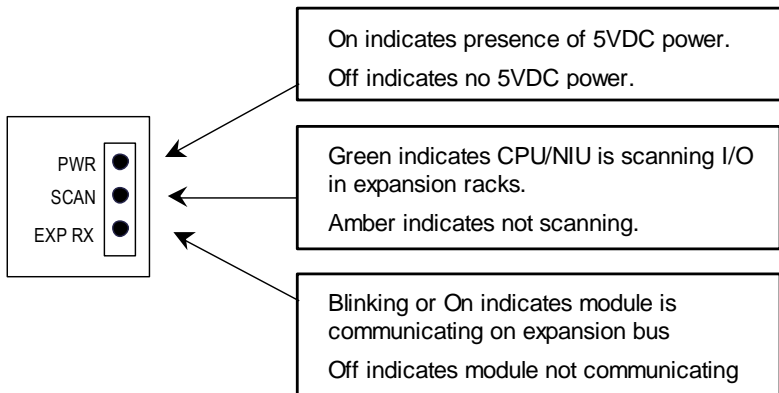 On indicates presence of 5VDC power.
Off indicates no 5VDC power.
PWR
SCAN
EXP RX
Green indicates CPU/NIU is scanning I/O
in expansion racks.
Amber indicates not scanning.
Blinking or On indicates module is
communicating on expansion bus
Off indicates module not communicating